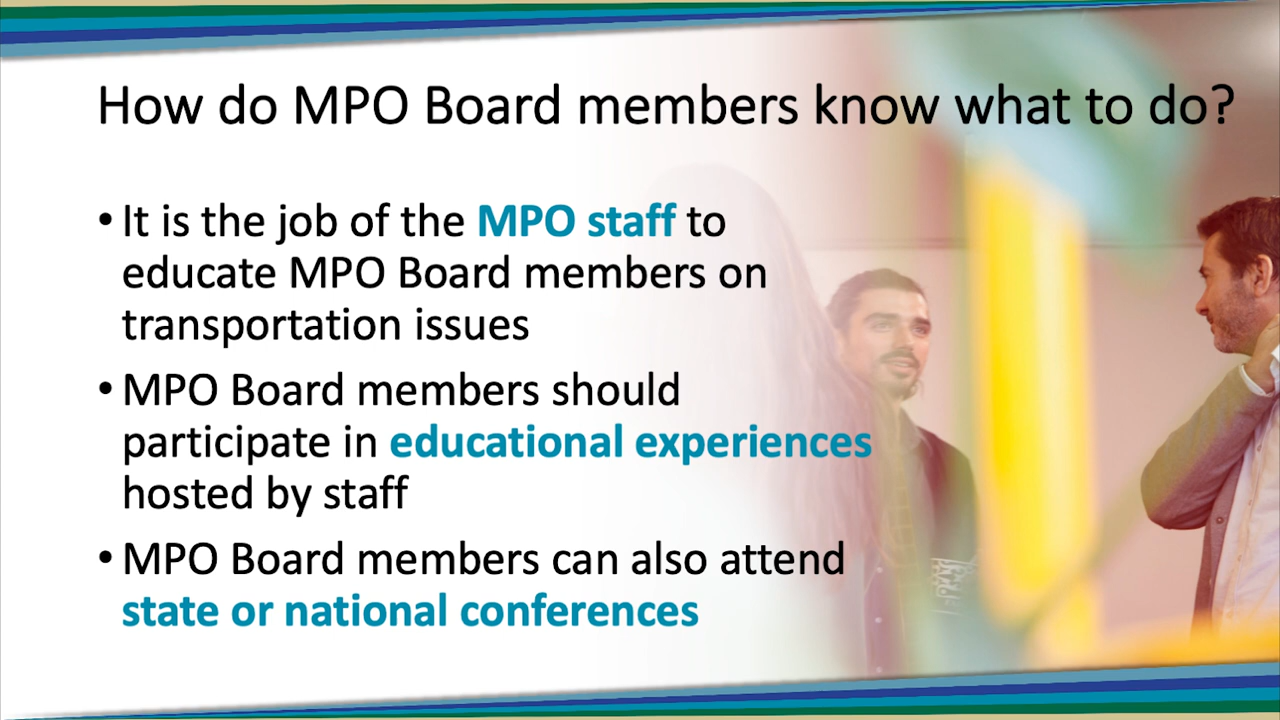 How do MPO Board members know what to do?
• It is the job of the MPO staff to
educate MPO Board members on
transportation issues
• MPO Board members should
participate in educational experiences
hosted by staff
• MPO Board members can also attend
state or national conferences